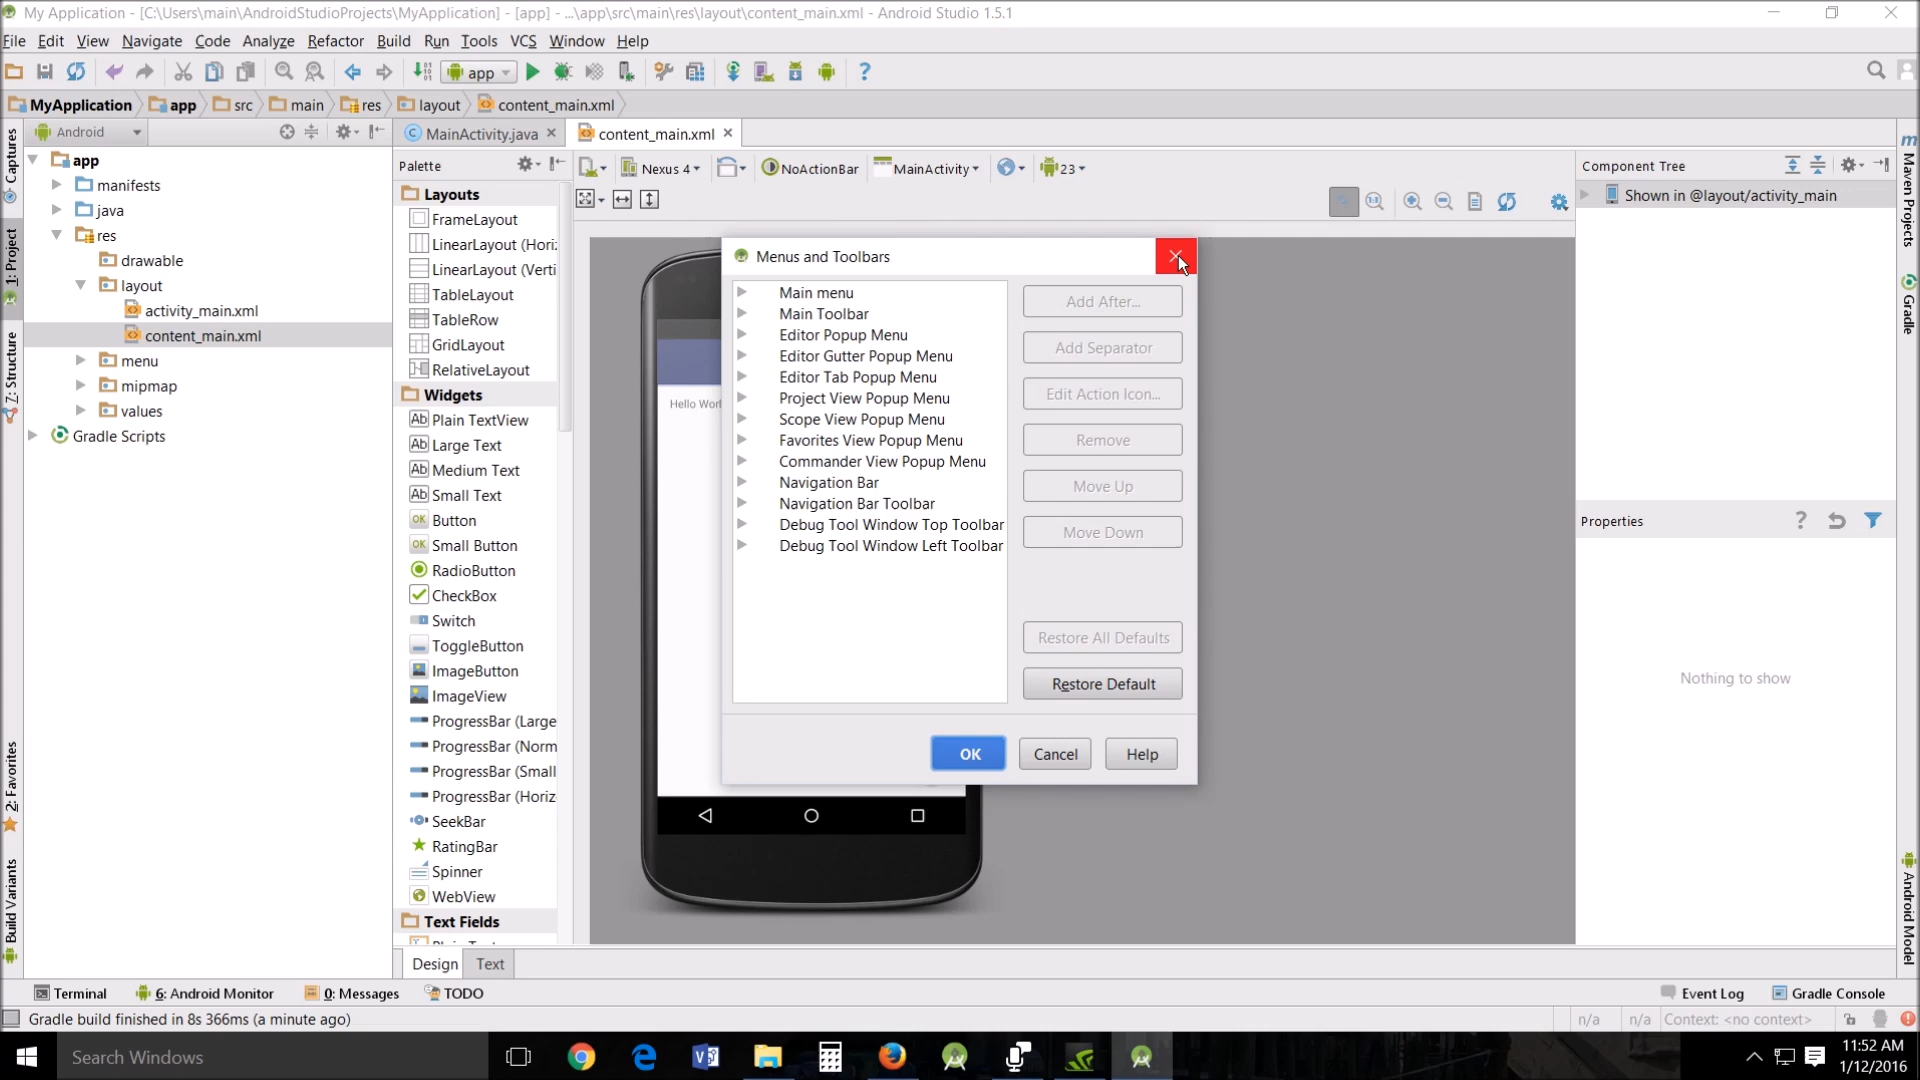 My Application - [C:\Users\main\AndroidStudioProjects\MyApplication] - [app] - ...\app\src\main\res\layout\content_main.xml - Android Studio 1.5.1
File Edit View Navigate Code Analyze Refactor Build Run Tools VCS Window Help
app
MyApplication app src main res layout content_main.xml
Android
MainActivity.java content_main.xml
Captures
1: Project
7: Structure
2: Favorites
Build Variants
app
manifests
java
res
drawable
layout
activity_main.xml
content_main.xml
menu
mipmap
values
Gradle Scripts
Palette
Layouts
FrameLayout
LinearLayout (Horiz
LinearLayout (Verti
TableLayout
TableRow
GridLayout
RelativeLayout
Widgets
Plain TextView
Large Text
Medium Text
Small Text
Button
Small Button
RadioButton
CheckBox
Switch
ToggleButton
ImageButton
ImageView
ProgressBar (Large
ProgressBar (Norm
ProgressBar (Small
ProgressBar (Horiz
SeekBar
RatingBar
Spinner
WebView
Text Fields
Nexus 4 NoActionBar MainActivity 23
Hello Worl
Menus and Toolbars
Main menu
Main Toolbar
Editor Popup Menu
Editor Gutter Popup Menu
Editor Tab Popup Menu
Project View Popup Menu
Scope View Popup Menu
Favorites View Popup Menu
Commander View Popup Menu
Navigation Bar
Navigation Bar Toolbar
Debug Tool Window Top Toolbar
Debug Tool Window Left Toolbar
Add After...
Add Separator
Edit Action Icon...
Remove
Move Up
Move Down
Restore All Defaults
Restore Default
OK Cancel Help
Component Tree
Shown in @layout/activity_main
Properties
Nothing to show
Maven Projects
Gradle
Android Model
Design Text
Terminal 6: Android Monitor 0: Messages TODO
Event Log Gradle Console
Gradle build finished in 8s 366ms (a minute ago)
n/a n/a Context: <no context>
Search Windows
11:52 AM
1/12/2016